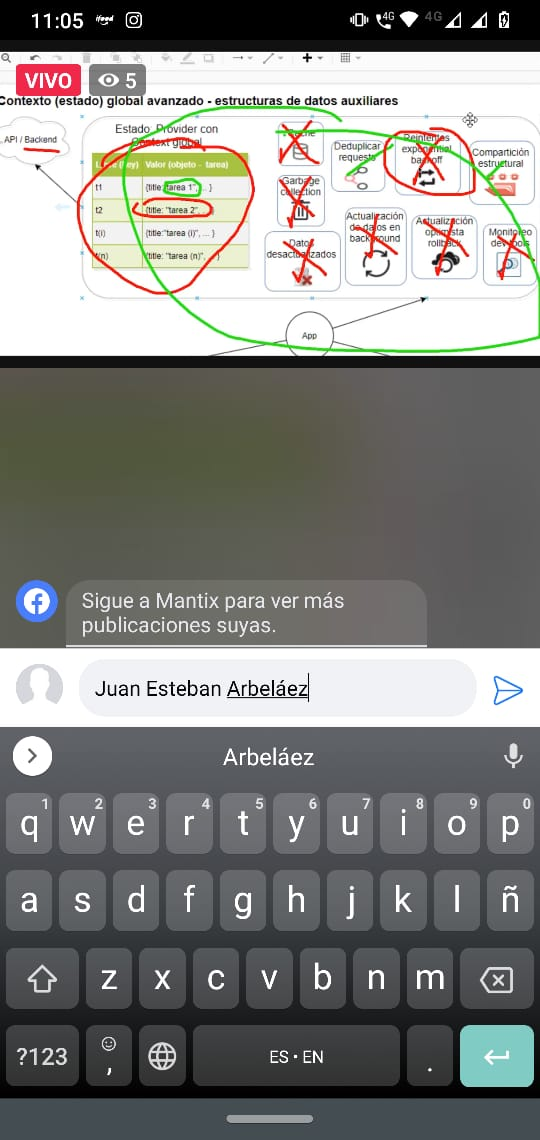 11:05 ifood 4G 4G
VIVO 5
Contexto (estado) global avanzado - estructuras de datos auxiliares
API / Backend
Estado, Provider con
Context global
Valor (objeto - tarea)
t1 {title:"tarea 1", ... }
t2 {title: "tarea 2",
t(i) {title:"tarea (i)", ... }
t(n) {title: "tarea (n)",
Deduplicar
requests
Reintentos
exponential
backoff
Compartición
estructural
Garbage
collection
Datos
desactualizados
Actualización
de datos en
background
Actualización
optimista
rollback
Monitoreo
devtools
App
Sigue a Mantix para ver más
publicaciones suyas.
Juan Esteban Arbeláez
Arbeláez
1 2 3 4 5 6 7 8 9 0
q w e r t y u i o p
a s d f g h j k l ñ
z x c v b n m
?123 , ES • EN .